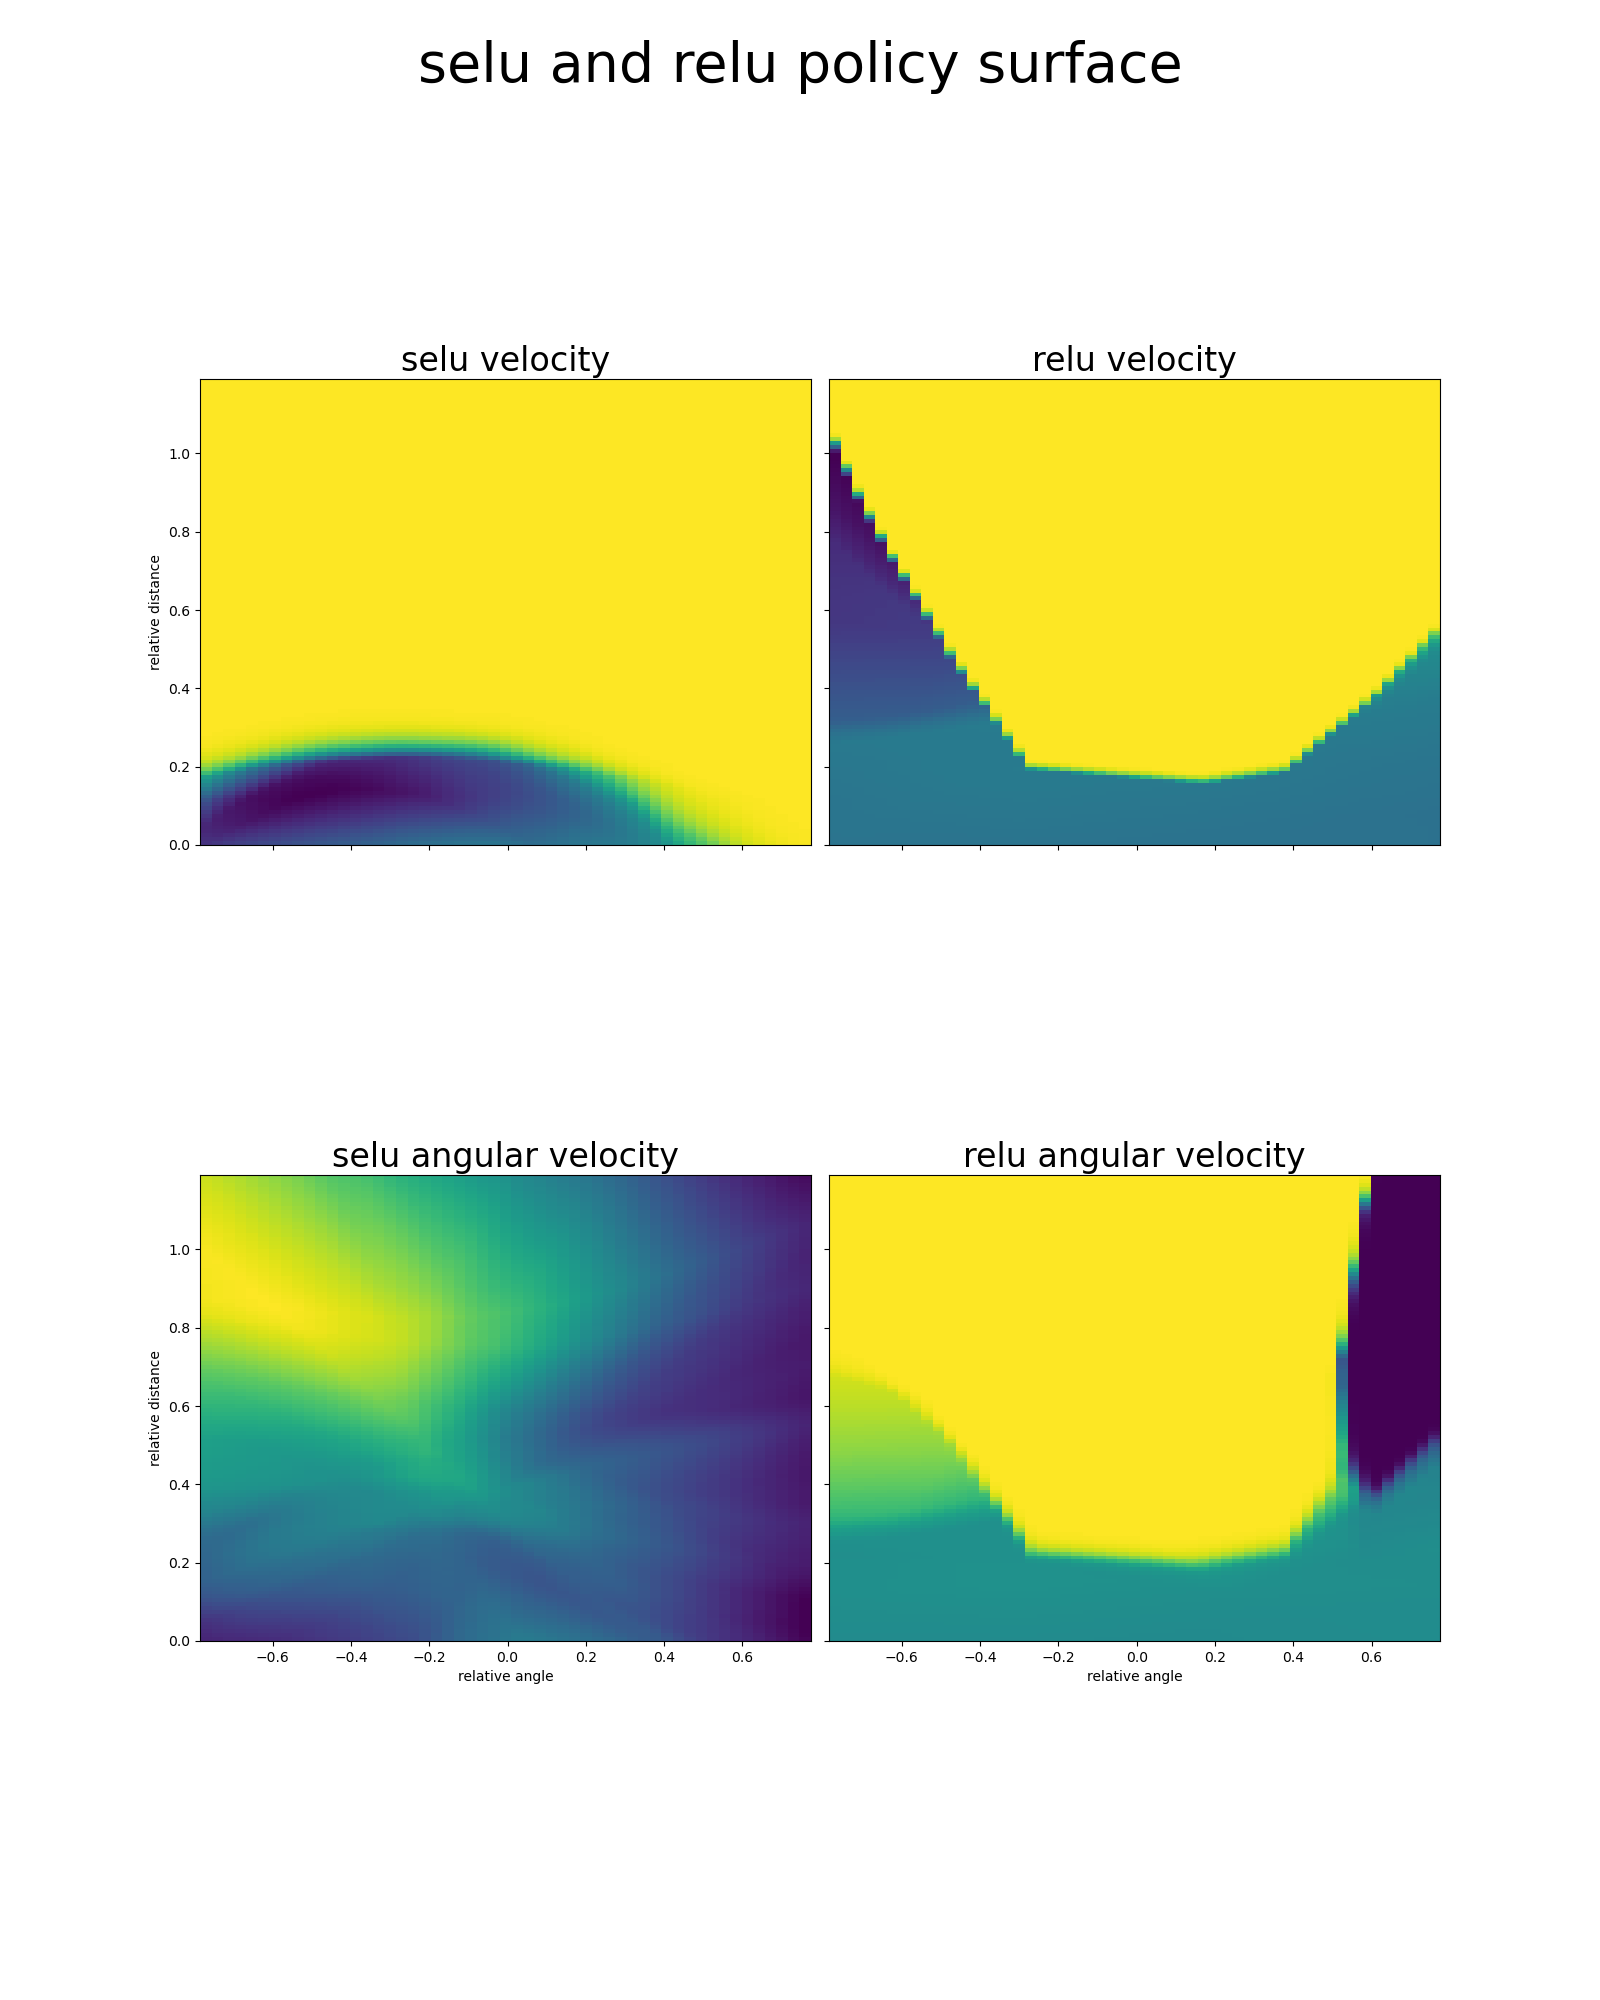 selu and relu policy surface
selu velocity
relu velocity
relative distance
1.0
0.8
0.6
0.4
0.2
0.0
selu angular velocity
relu angular velocity
relative distance
1.0
0.8
0.6
0.4
0.2
0.0
−0.6 −0.4 −0.2 0.0 0.2 0.4 0.6
−0.6 −0.4 −0.2 0.0 0.2 0.4 0.6
relative angle
relative angle